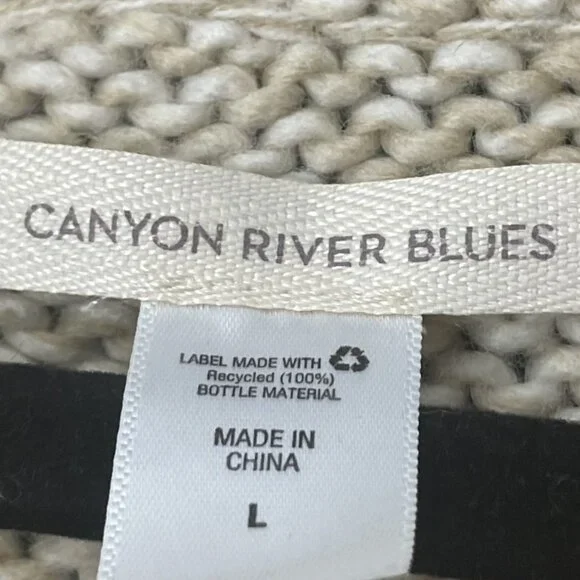 CANYON RIVER BLUES
LABEL MADE WITH
Recycled (100%)
BOTTLE MATERIAL
MADE IN
CHINA
L